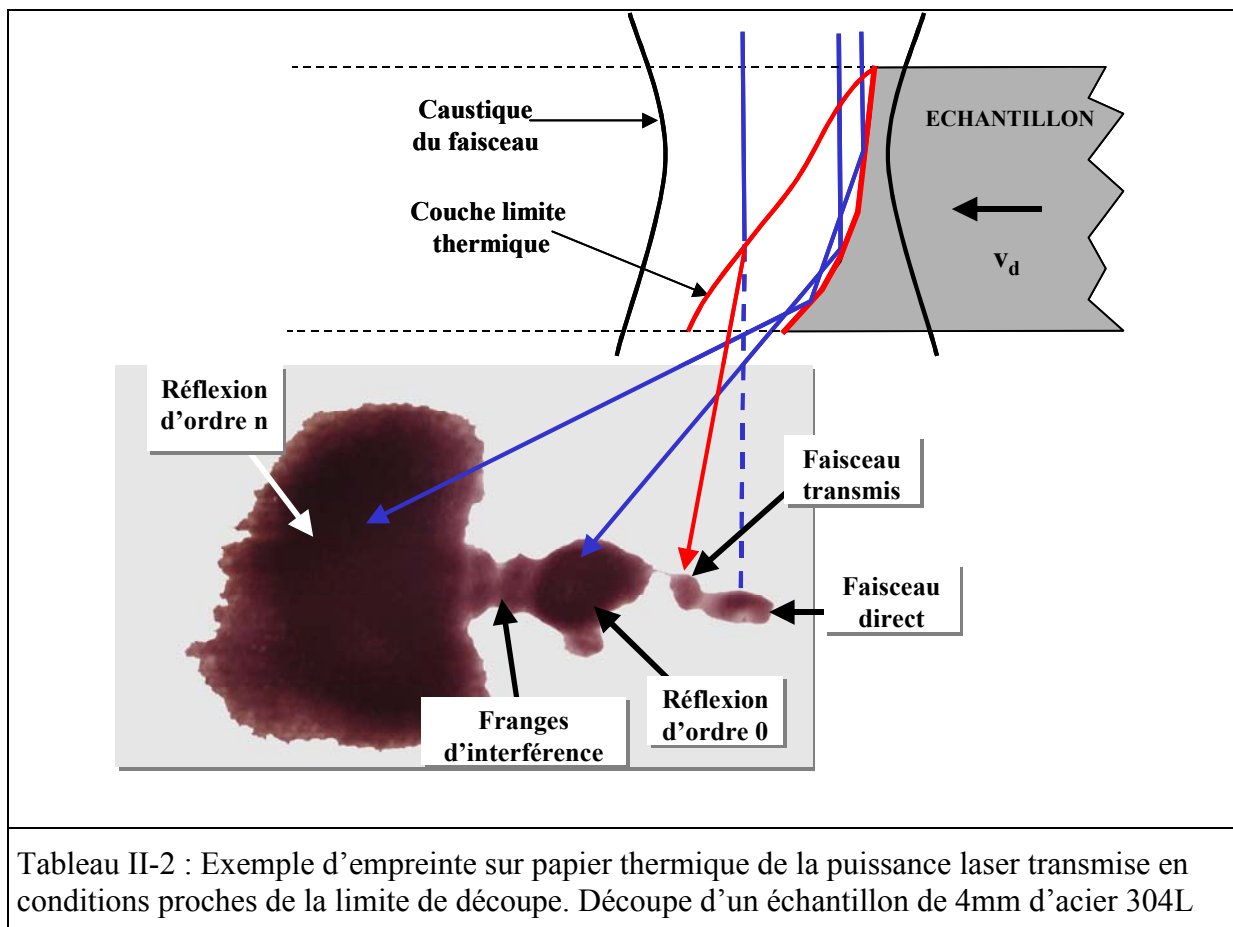 Caustique
du faisceau
ECHANTILLON
Couche limite
thermique
v_d
Réflexion
d’ordre n
Faisceau
transmis
Faisceau
direct
Réflexion
d’ordre 0
Franges
d’interférence
Tableau II-2 : Exemple d’empreinte sur papier thermique de la puissance laser transmise en
conditions proches de la limite de découpe. Découpe d’un échantillon de 4mm d’acier 304L